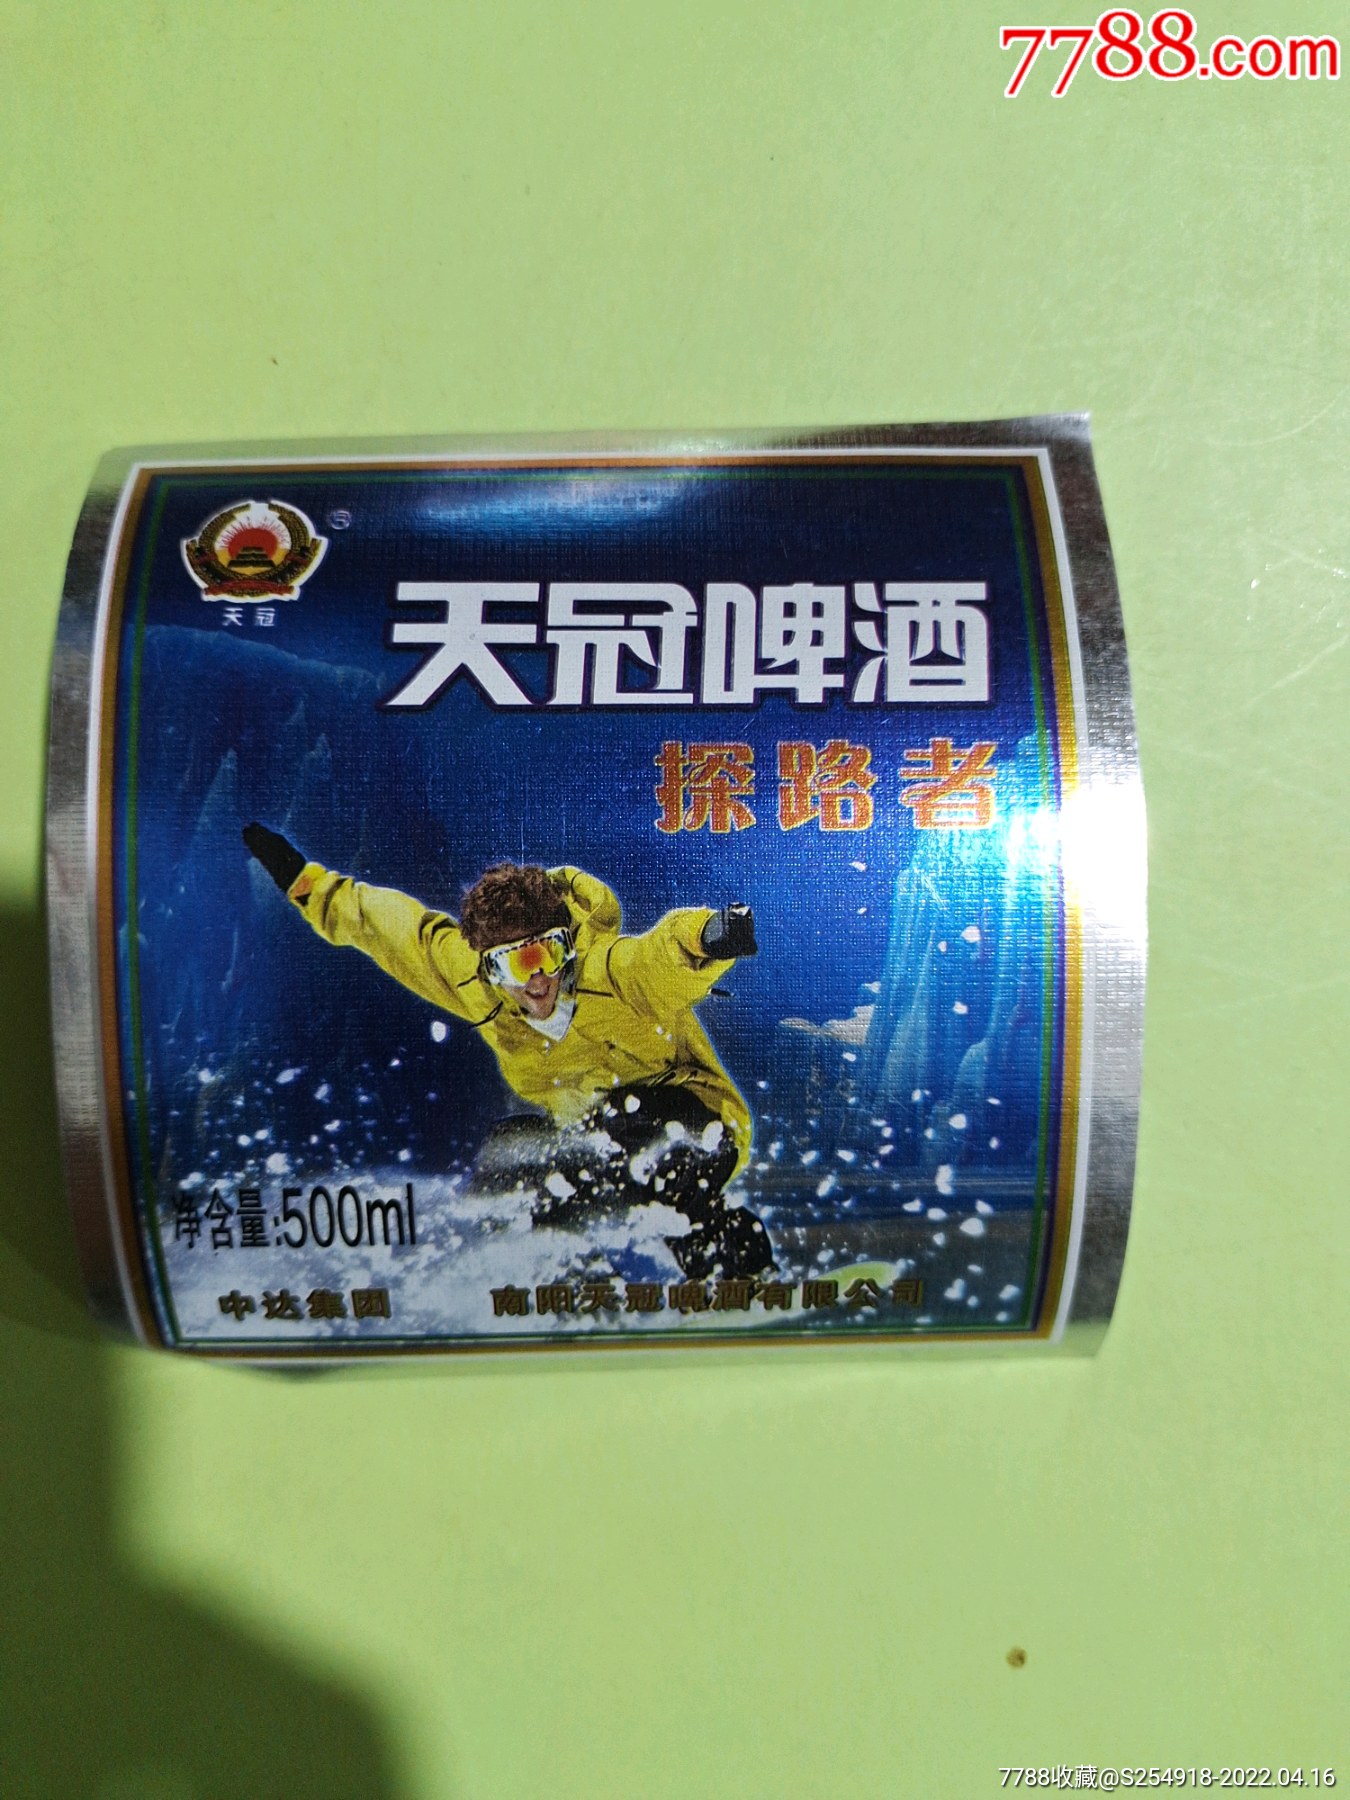 7788.com
®
天冠
天冠啤酒
探路者
净含量:500ml
中达集团 南阳天冠啤酒有限公司
7788收藏@S254918-2022.04.16